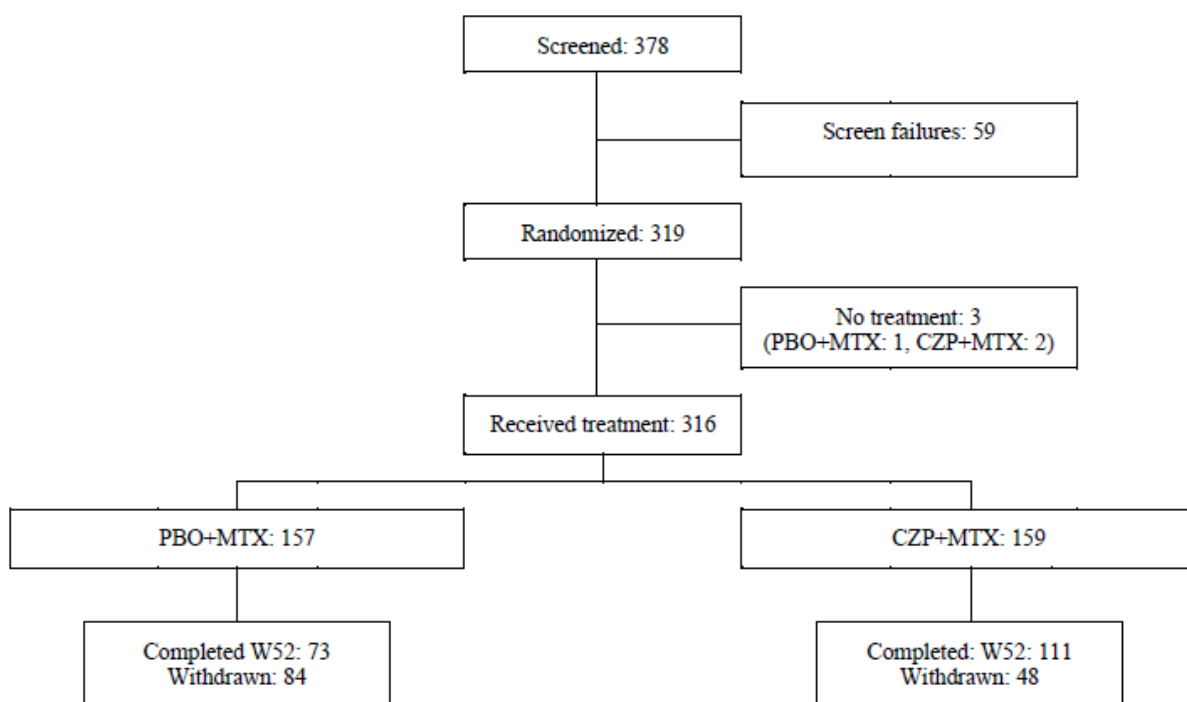 Screened: 378
Screen failures: 59
Randomized: 319
No treatment: 3
(PBO+MTX: 1, CZP+MTX: 2)
Received treatment: 316
PBO+MTX: 157
CZP+MTX: 159
Completed W52: 73
Withdrawn: 84
Completed: W52: 111
Withdrawn: 48